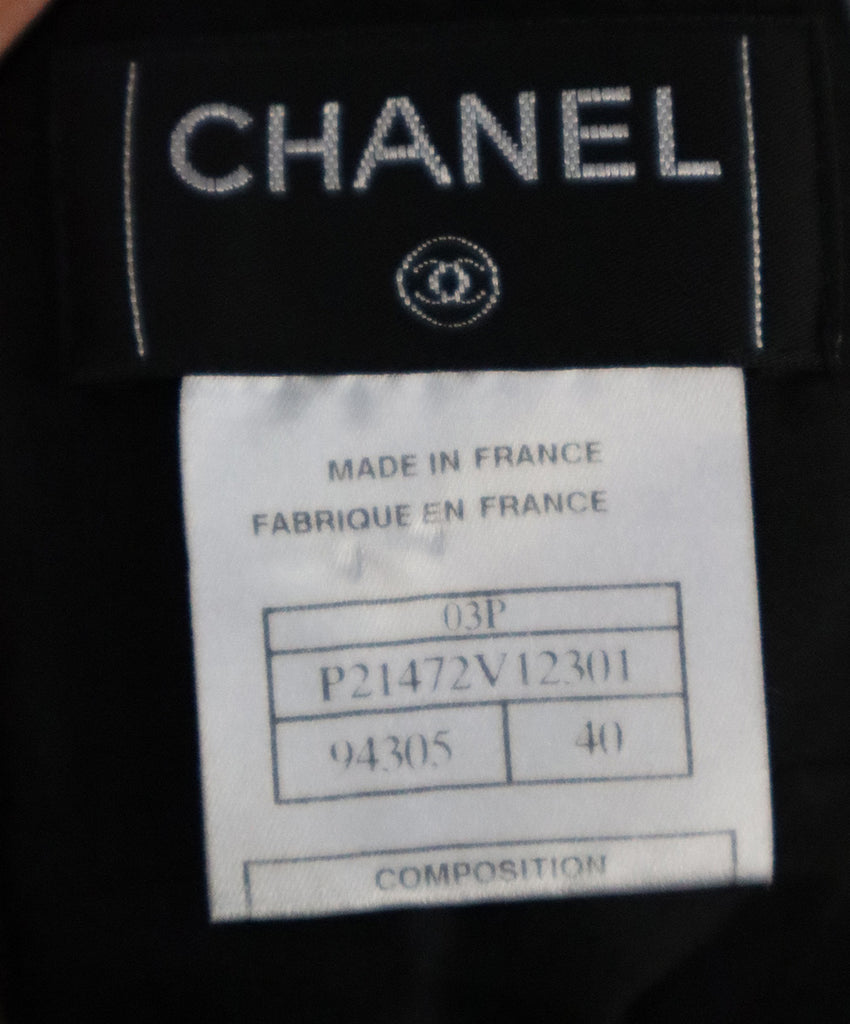 CHANEL
MADE IN FRANCE
FABRIQUE EN FRANCE
03P
P21472V12301
94305 40
COMPOSITION